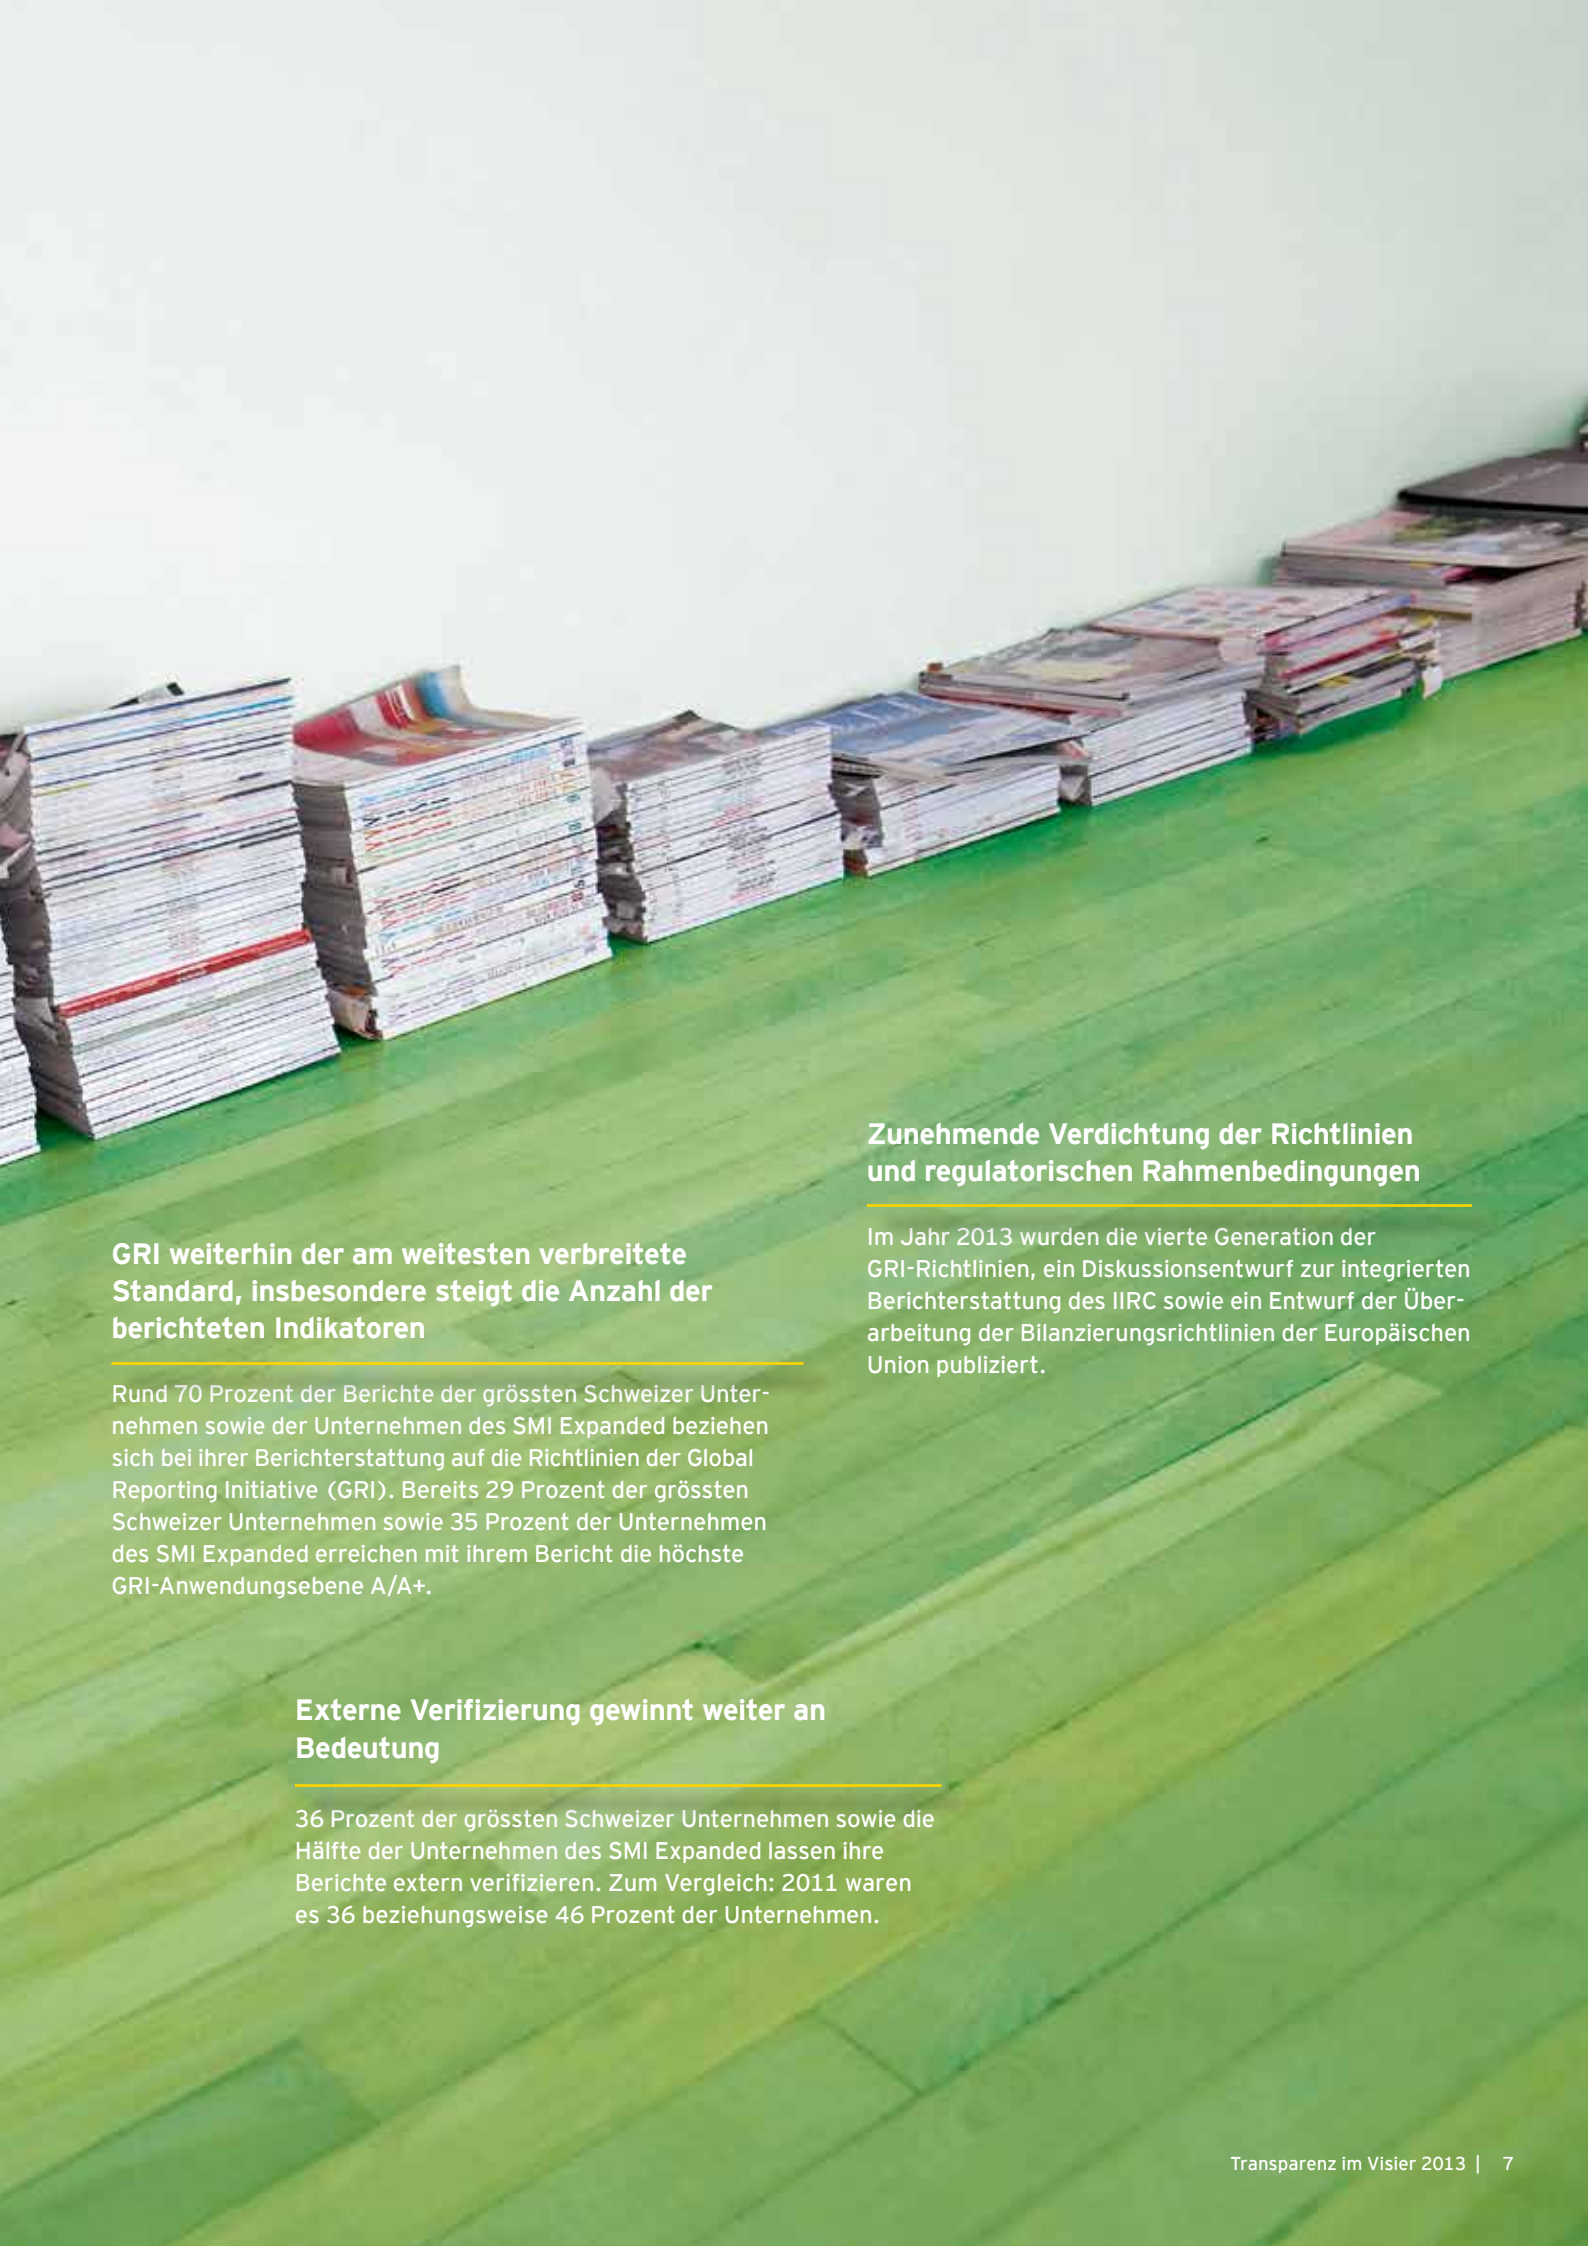 GRI weiterhin der am weitesten verbreitete
Standard, insbesondere steigt die Anzahl der
berichteten Indikatoren
Rund 70 Prozent der Berichte der grössten Schweizer Unter-
nehmen sowie der Unternehmen des SMI Expanded beziehen
sich bei ihrer Berichterstattung auf die Richtlinien der Global
Reporting Initiative (GRI). Bereits 29 Prozent der grössten
Schweizer Unternehmen sowie 35 Prozent der Unternehmen
des SMI Expanded erreichen mit ihrem Bericht die höchste
GRI-Anwendungsebene A/A+.
Zunehmende Verdichtung der Richtlinien
und regulatorischen Rahmenbedingungen
Im Jahr 2013 wurden die vierte Generation der
GRI-Richtlinien, ein Diskussionsentwurf zur integrierten
Berichterstattung des IIRC sowie ein Entwurf der Über-
arbeitung der Bilanzierungsrichtlinien der Europäischen
Union publiziert.
Externe Verifizierung gewinnt weiter an
Bedeutung
36 Prozent der grössten Schweizer Unternehmen sowie die
Hälfte der Unternehmen des SMI Expanded lassen ihre
Berichte extern verifizieren. Zum Vergleich: 2011 waren
es 36 beziehungsweise 46 Prozent der Unternehmen.
Transparenz im Visier 2013 | 7